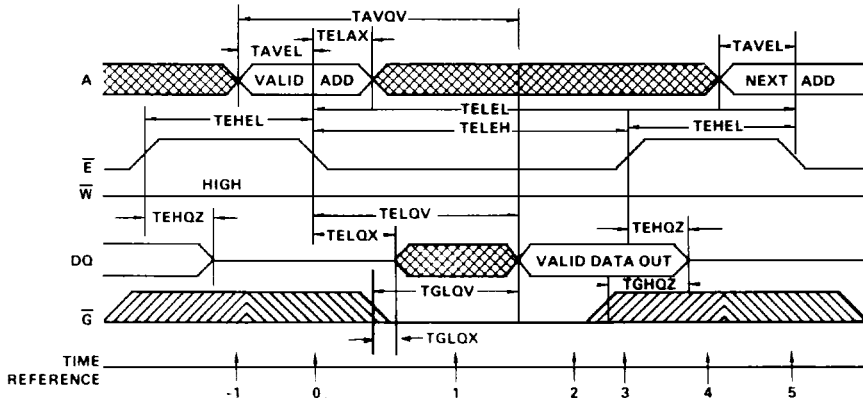 TAVQV
TAVEL
TELAX
TAVEL
A
VALID
ADD
NEXT
ADD
TELEL
TEHEL
TELEH
TEHEL
E
W
HIGH
TEHQZ
TELQV
TEHQZ
TELQX
DQ
VALID DATA OUT
TGLQV
TGHQZ
G
TGLQX
TIME
REFERENCE
-1
0
1
2
3
4
5